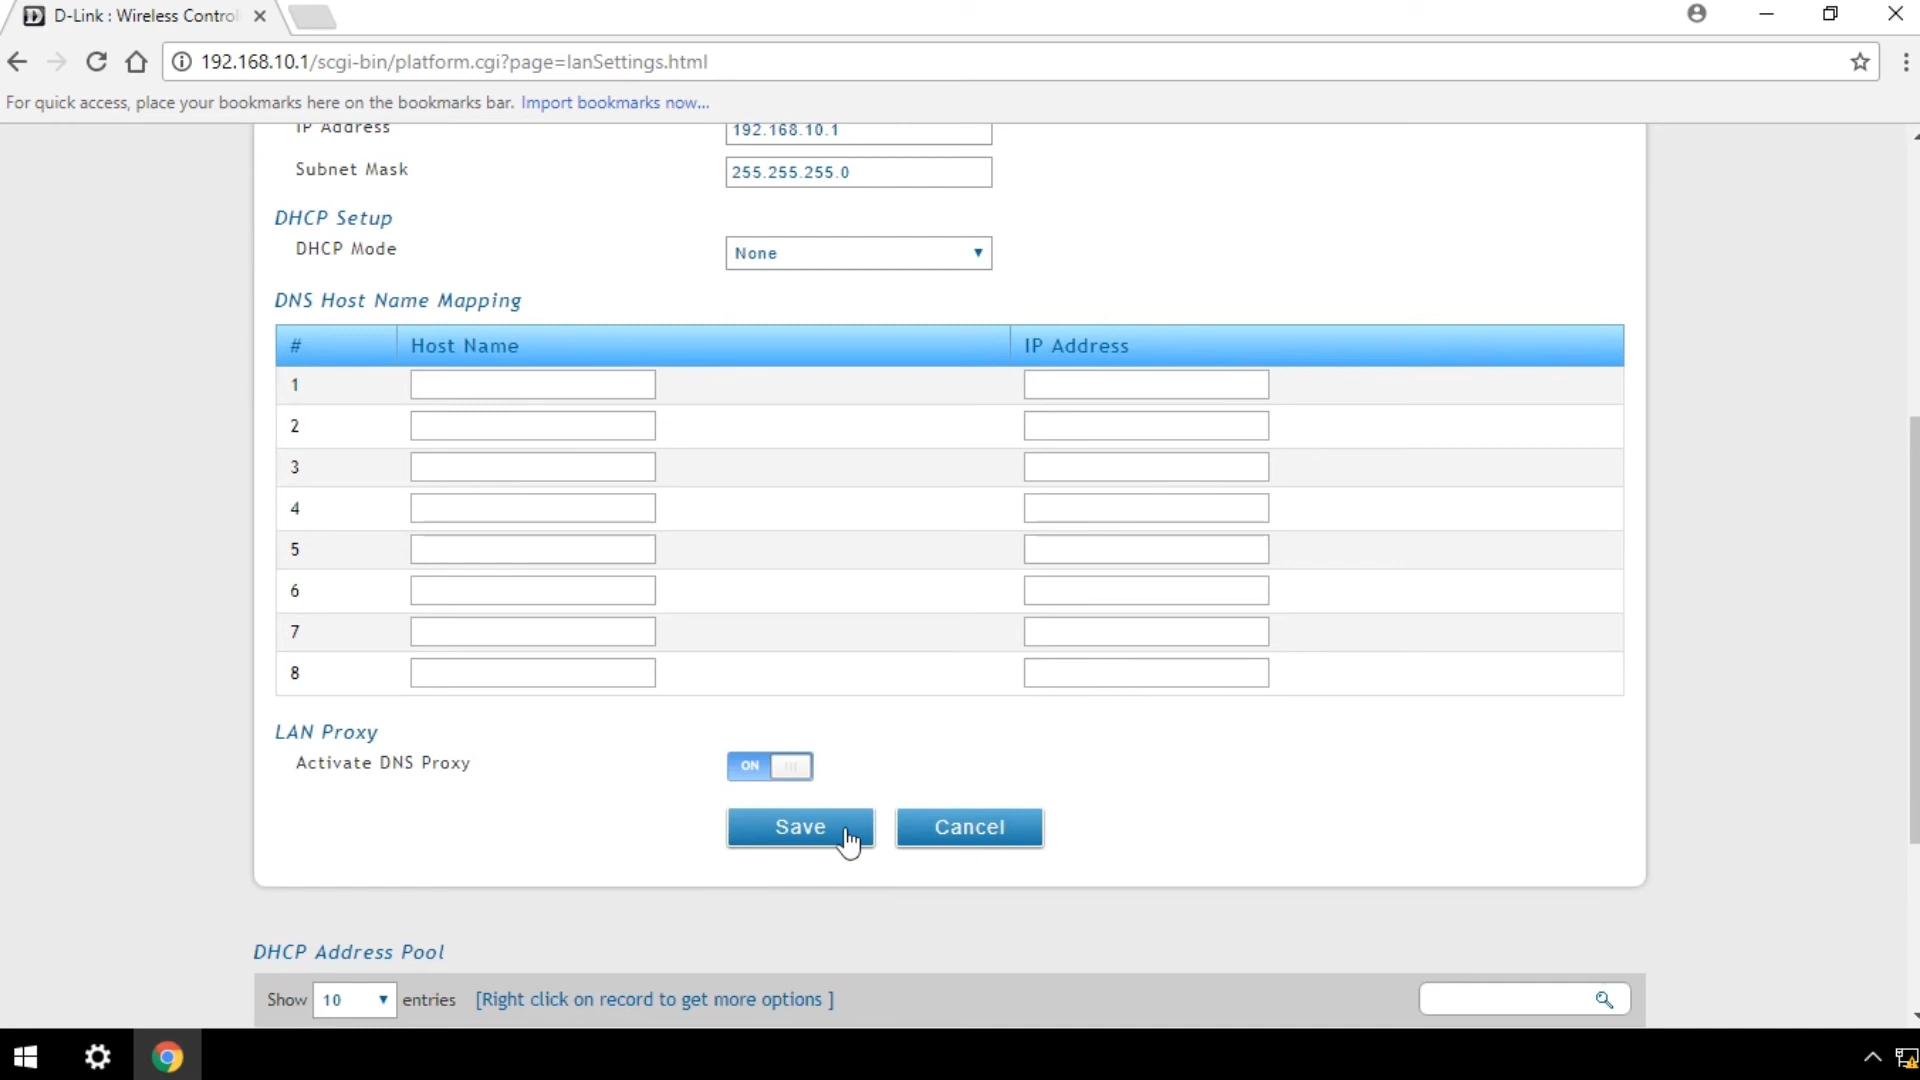 D-Link : Wireless Control
192.168.10.1/scgi-bin/platform.cgi?page=lanSettings.html
For quick access, place your bookmarks here on the bookmarks bar. Import bookmarks now...
IP Address 192.168.10.1
Subnet Mask 255.255.255.0
DHCP Setup
DHCP Mode None
DNS Host Name Mapping
# Host Name IP Address
1
2
3
4
5
6
7
8
LAN Proxy
Activate DNS Proxy ON
Save Cancel
DHCP Address Pool
Show 10 entries [Right click on record to get more options ]